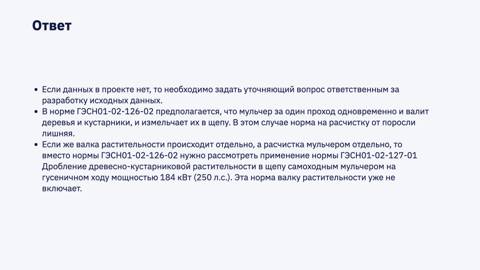 Ответ
• Если данных в проекте нет, то необходимо задать уточняющий вопрос ответственным за
разработку исходных данных.
• В норме ГЭСН01-02-126-02 предполагается, что мульчер за один проход одновременно и валит
деревья и кустарники, и измельчает их в щепу. В этом случае норма на расчистку от поросли
лишняя.
• Если же валка растительности происходит отдельно, а расчистка мульчером отдельно, то
вместо нормы ГЭСН01-02-126-02 нужно рассмотреть применение нормы ГЭСН01-02-127-01
Дробление древесно-кустарниковой растительности в щепу самоходным мульчером на
гусеничном ходу мощностью 184 кВт (250 л.с.). Эта норма валку растительности уже не
включает.